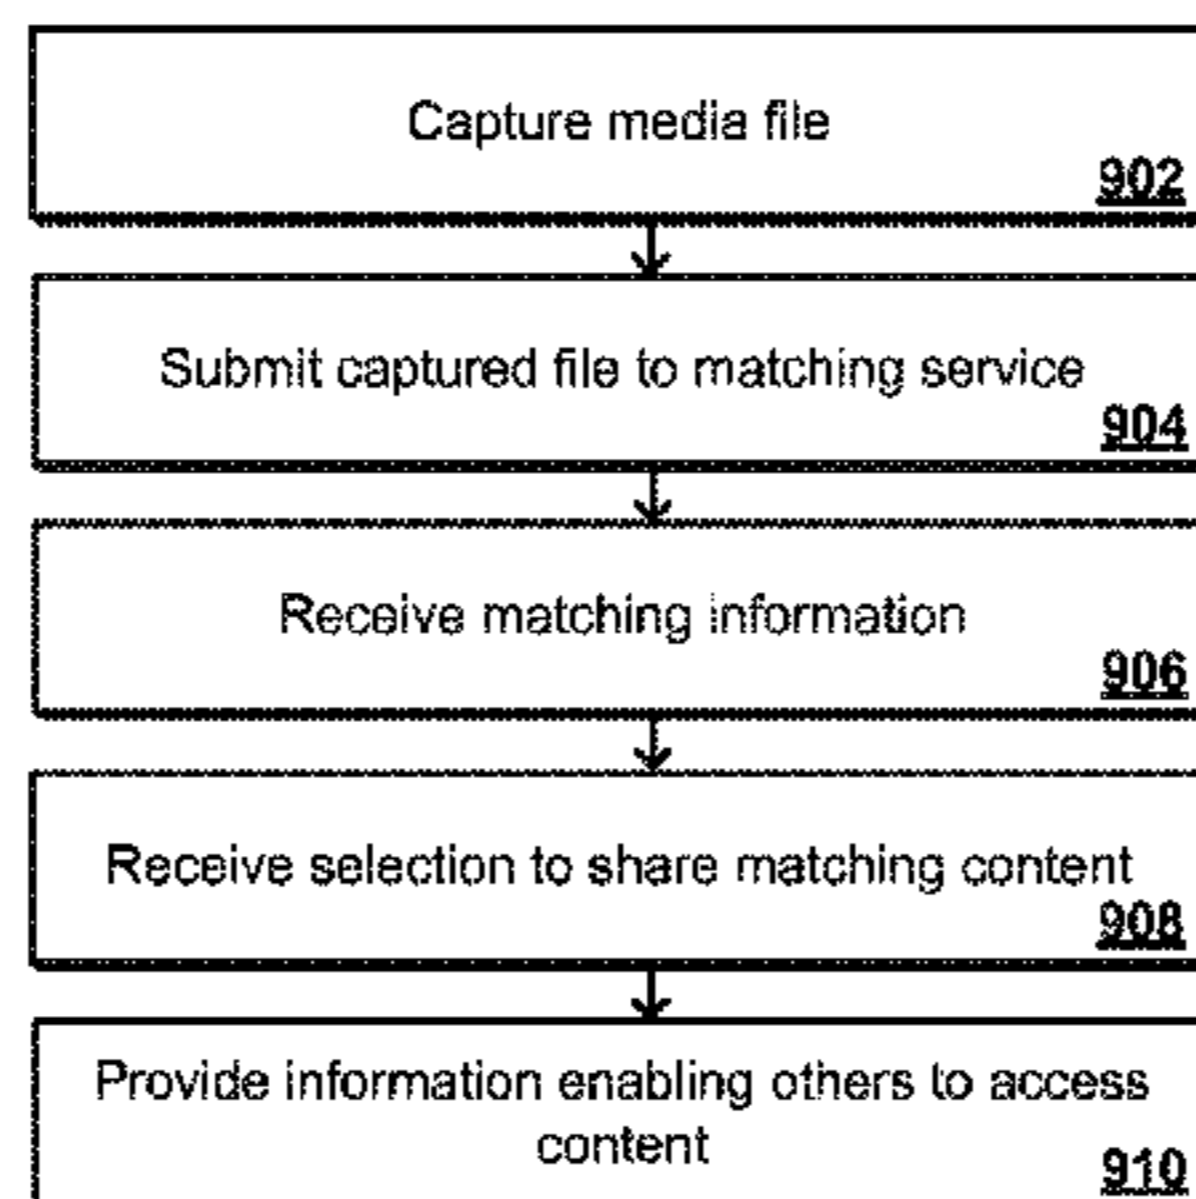 Capture media file
902
Submit captured file to matching service
904
Receive matching information
906
Receive selection to share matching content
908
Provide information enabling others to access
content
910